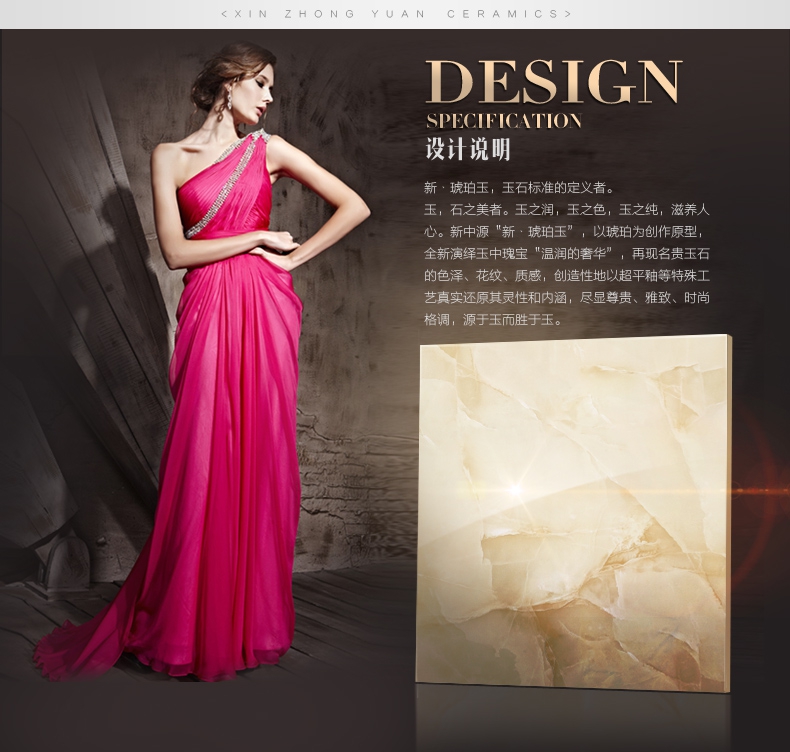 <XIN ZHONG YUAN CERAMICS>
DESIGN
SPECIFICATION
设计说明
新·琥珀玉，玉石标准的定义者。
玉，石之美者。玉之润，玉之色，玉之纯，滋养人
心。新中源“新·琥珀玉”，以琥珀为创作原型，
全新演绎玉中瑰宝“温润的奢华”，再现名贵玉石
的色泽、花纹、质感，创造性地以超平釉等特殊工
艺真实还原其灵性和内涵，尽显尊贵、雅致、时尚
格调，源于玉而胜于玉。